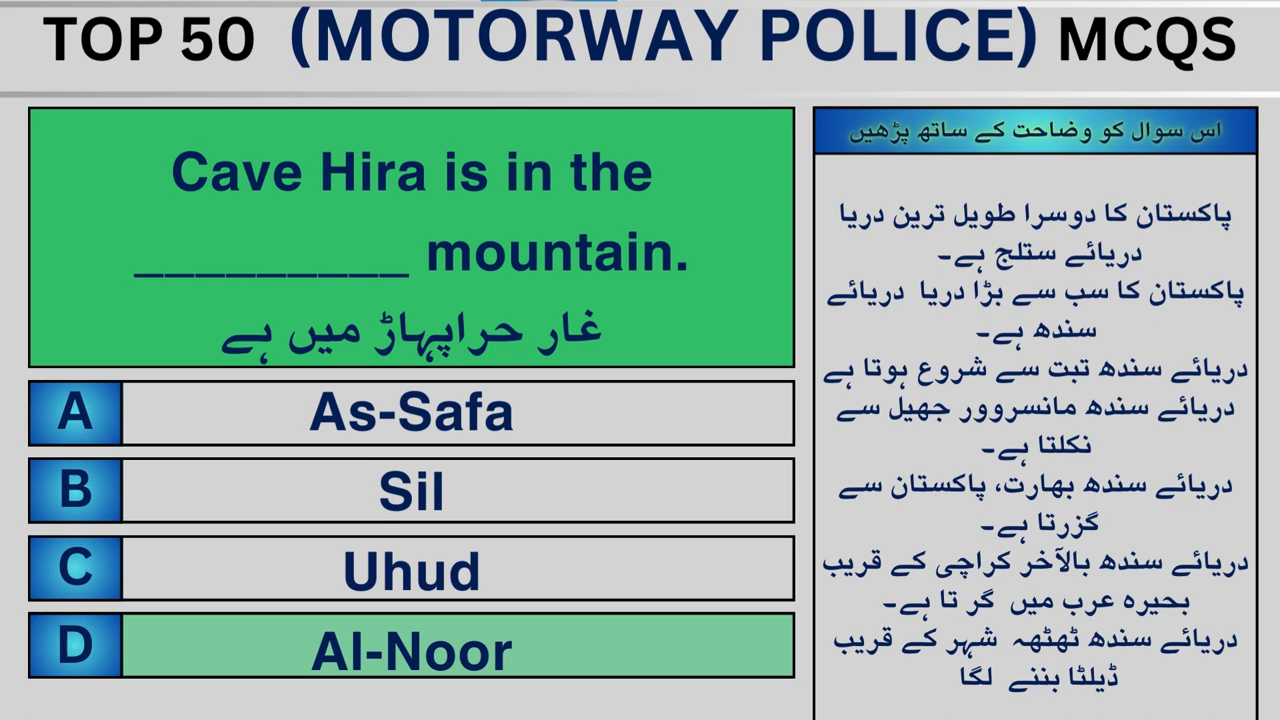 TOP 50 (MOTORWAY POLICE) MCQS
Cave Hira is in the
_________ mountain.
غار حراپہاڑ میں ہے
A As-Safa
B Sil
C Uhud
D Al-Noor
اس سوال کو وضاحت کے ساتھ پڑھیں
پاکستان کا دوسرا طویل ترین دریا
دریائے ستلج ہے۔
پاکستان کا سب سے بڑا دریا دریائے
سندھ ہے۔
دریائے سندھ تبت سے شروع ہوتا ہے
دریائے سندھ مانسروور جھیل سے
نکلتا ہے۔
دریائے سندھ بھارت، پاکستان سے
گزرتا ہے۔
دریائے سندھ بالآخر کراچی کے قریب
بحیرہ عرب میں گر تا ہے۔
دریائے سندھ ٹھٹھہ شہر کے قریب
ڈیلٹا بننے لگا